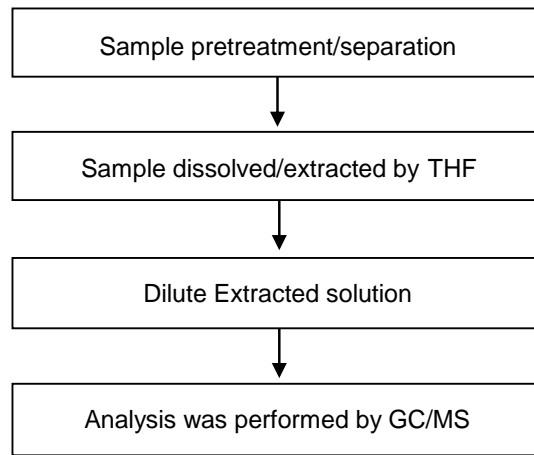 Sample pretreatment/separation
Sample dissolved/extracted by THF
Dilute Extracted solution
Analysis was performed by GC/MS